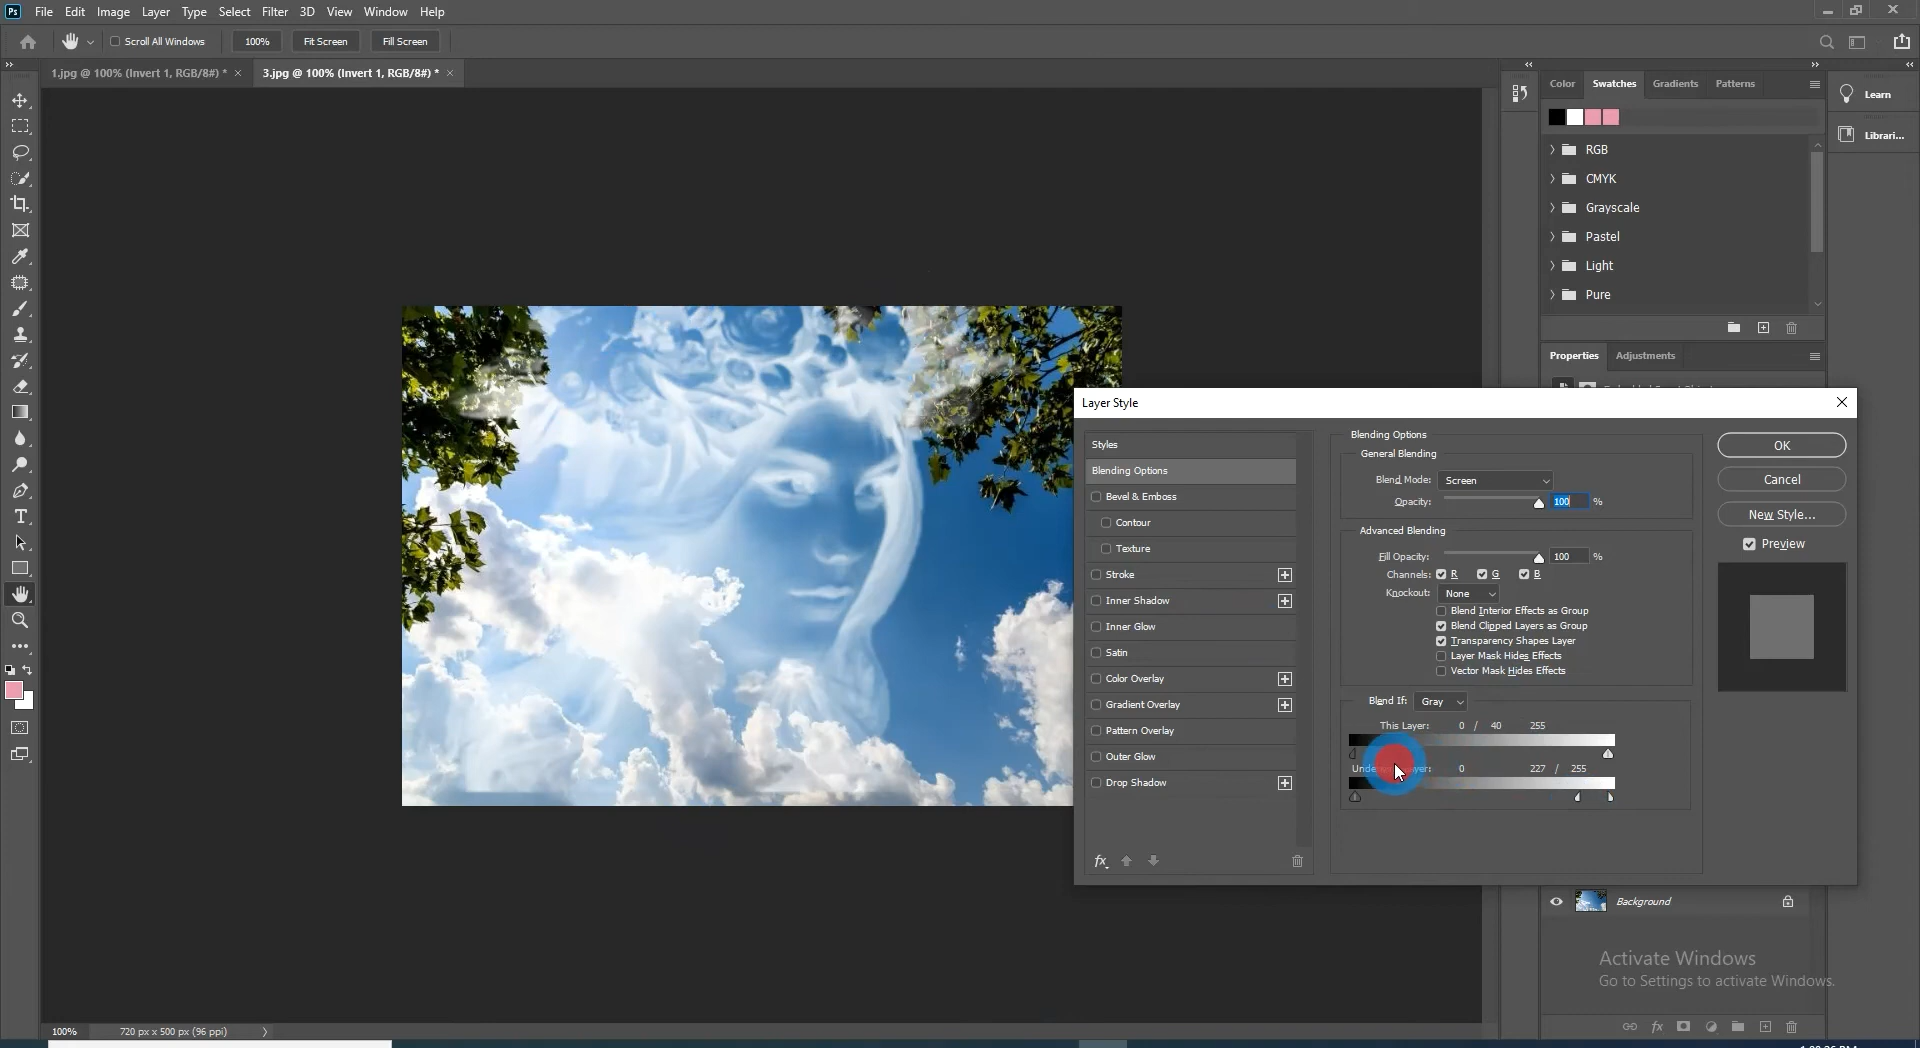 Ps File Edit Image Layer Type Select Filter 3D View Window Help
Scroll All Windows 100% Fit Screen Fill Screen
1.jpg @ 100% (Invert 1, RGB/8#) * × 3.jpg @ 100% (Invert 1, RGB/8#) * ×
Color Swatches Gradients Patterns
Learn
Librari...
RGB
CMYK
Grayscale
Pastel
Light
Pure
Properties Adjustments
Layer Style
Styles
Blending Options
Bevel & Emboss
Contour
Texture
Stroke
Inner Shadow
Inner Glow
Satin
Color Overlay
Gradient Overlay
Pattern Overlay
Outer Glow
Drop Shadow
fx
Blending Options
General Blending
Blend Mode: Screen
Opacity: 100 %
Advanced Blending
Fill Opacity: 100 %
Channels: R G B
Knockout: None
Blend Interior Effects as Group
Blend Clipped Layers as Group
Transparency Shapes Layer
Layer Mask Hides Effects
Vector Mask Hides Effects
Blend If: Gray
This Layer: 0 / 40 255
0 227 / 255
OK
Cancel
New Style...
Preview
Background
Activate Windows
Go to Settings to activate Windows.
fx
100% 720 px x 500 px (96 ppi)